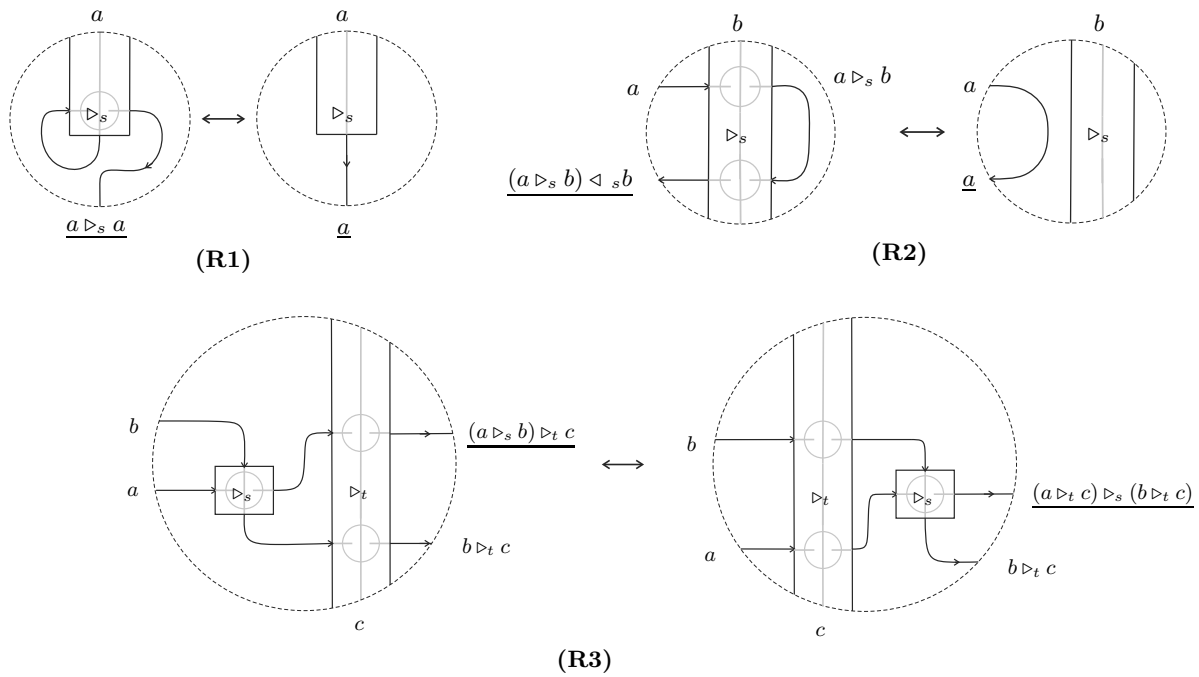 a
a
▷ₛ
▷ₛ
a ▷ₛ a
a
(R1)
b
b
a
a ▷ₛ b
a
▷ₛ
▷ₛ
(a ▷ₛ b) ◁ ₛb
a
(R2)
b
a
▷ₛ
▷ₜ
(a ▷ₛ b) ▷ₜ c
b ▷ₜ c
c
b
a
▷ₜ
▷ₛ
(a ▷ₜ c) ▷ₛ (b ▷ₜ c)
b ▷ₜ c
c
(R3)